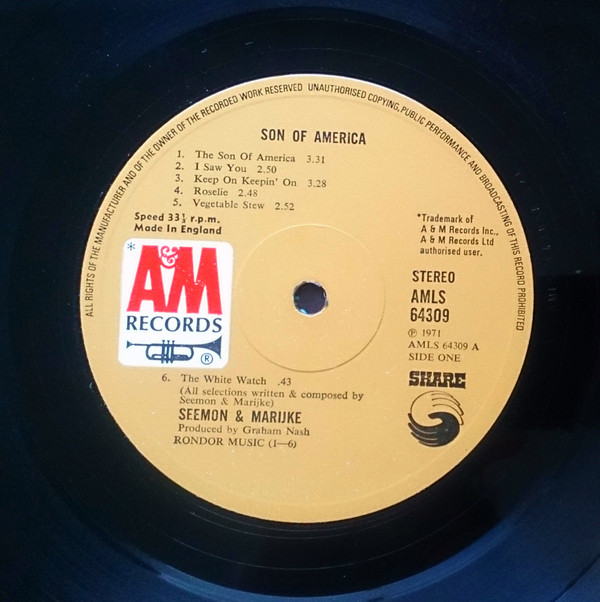 ALL RIGHTS OF THE MANUFACTURER AND OF THE OWNER OF THE RECORDED WORK RESERVED UNAUTHORISED COPYING, PUBLIC PERFORMANCE AND BROADCASTING OF THIS RECORD PROHIBITED
SON OF AMERICA
1. The Son Of America 3.31
2. I Saw You 2.50
3. Keep On Keepin' On 3.28
4. Roselie 2.48
5. Vegetable Stew 2.52
Speed 33⅓ r.p.m.
Made In England
*Trademark of
A & M Records Inc.,
A & M Records Ltd
authorised user.
*
A&M
RECORDS
®
STEREO
AMLS
64309
℗ 1971
AMLS 64309 A
SIDE ONE
SHARE
6. The White Watch .43
(All selections written & composed by
Seemon & Marijke)
SEEMON & MARIJKE
Produced by Graham Nash
RONDOR MUSIC (1—6)